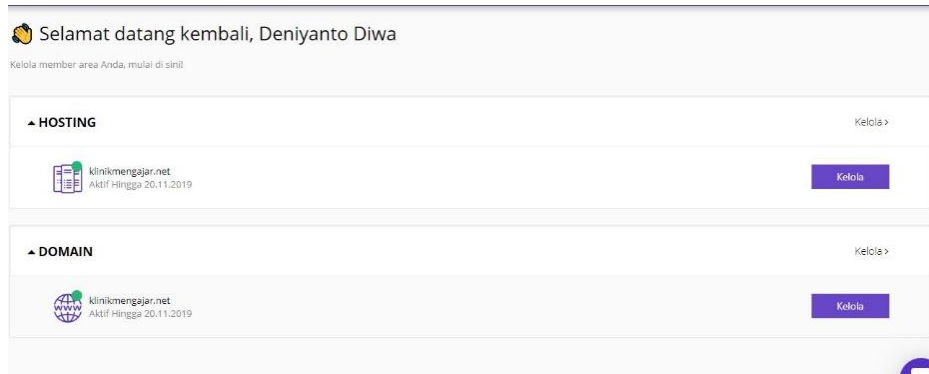 Selamat datang kembali, Deniyanto Diwa
Kelola member area Anda, mulai di sini!
HOSTING
Kelola >
klinikmengajar.net
Aktif Hingga 20.11.2019
Kelola
DOMAIN
Kelola >
www
klinikmengajar.net
Aktif Hingga 20.11.2019
Kelola